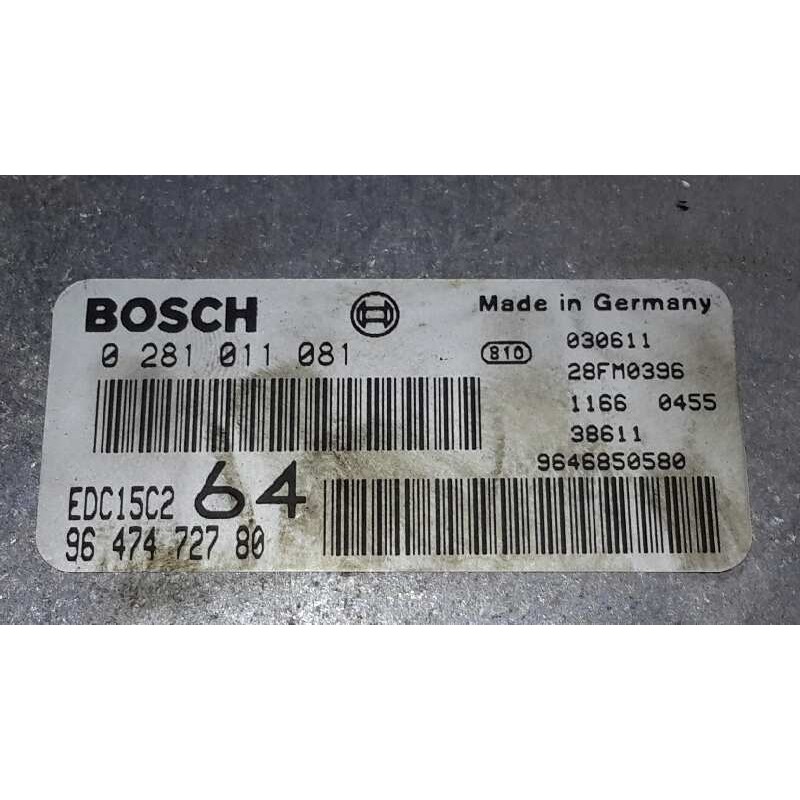 BOSCH
Made in Germany
0 281 011 081
810
030611
28FM0396
1166 0455
38611
9646850580
EDC15C2 64
96 474 727 80